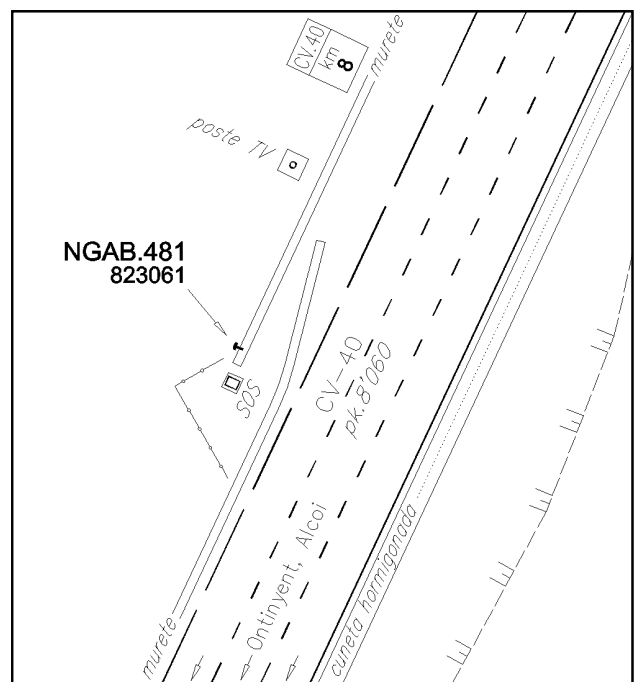 CV.40
km
8
murete
poste TV
NGAB.481
823061
SOS
CV-40
pk.8'060
Ontinyent, Alcoi
cuneta hormigonada
murete